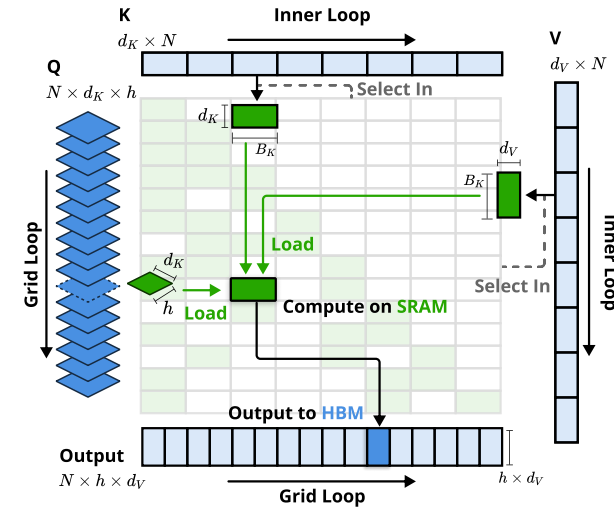 K
Inner Loop
d_K × N
V
d_V × N
Q
N × d_K × h
Select In
d_K
B_K
d_V
B_K
Grid Loop
Inner Loop
Load
d_K
h
Load
Select In
Compute on SRAM
Output to HBM
Output
N × h × d_V
h × d_V
Grid Loop